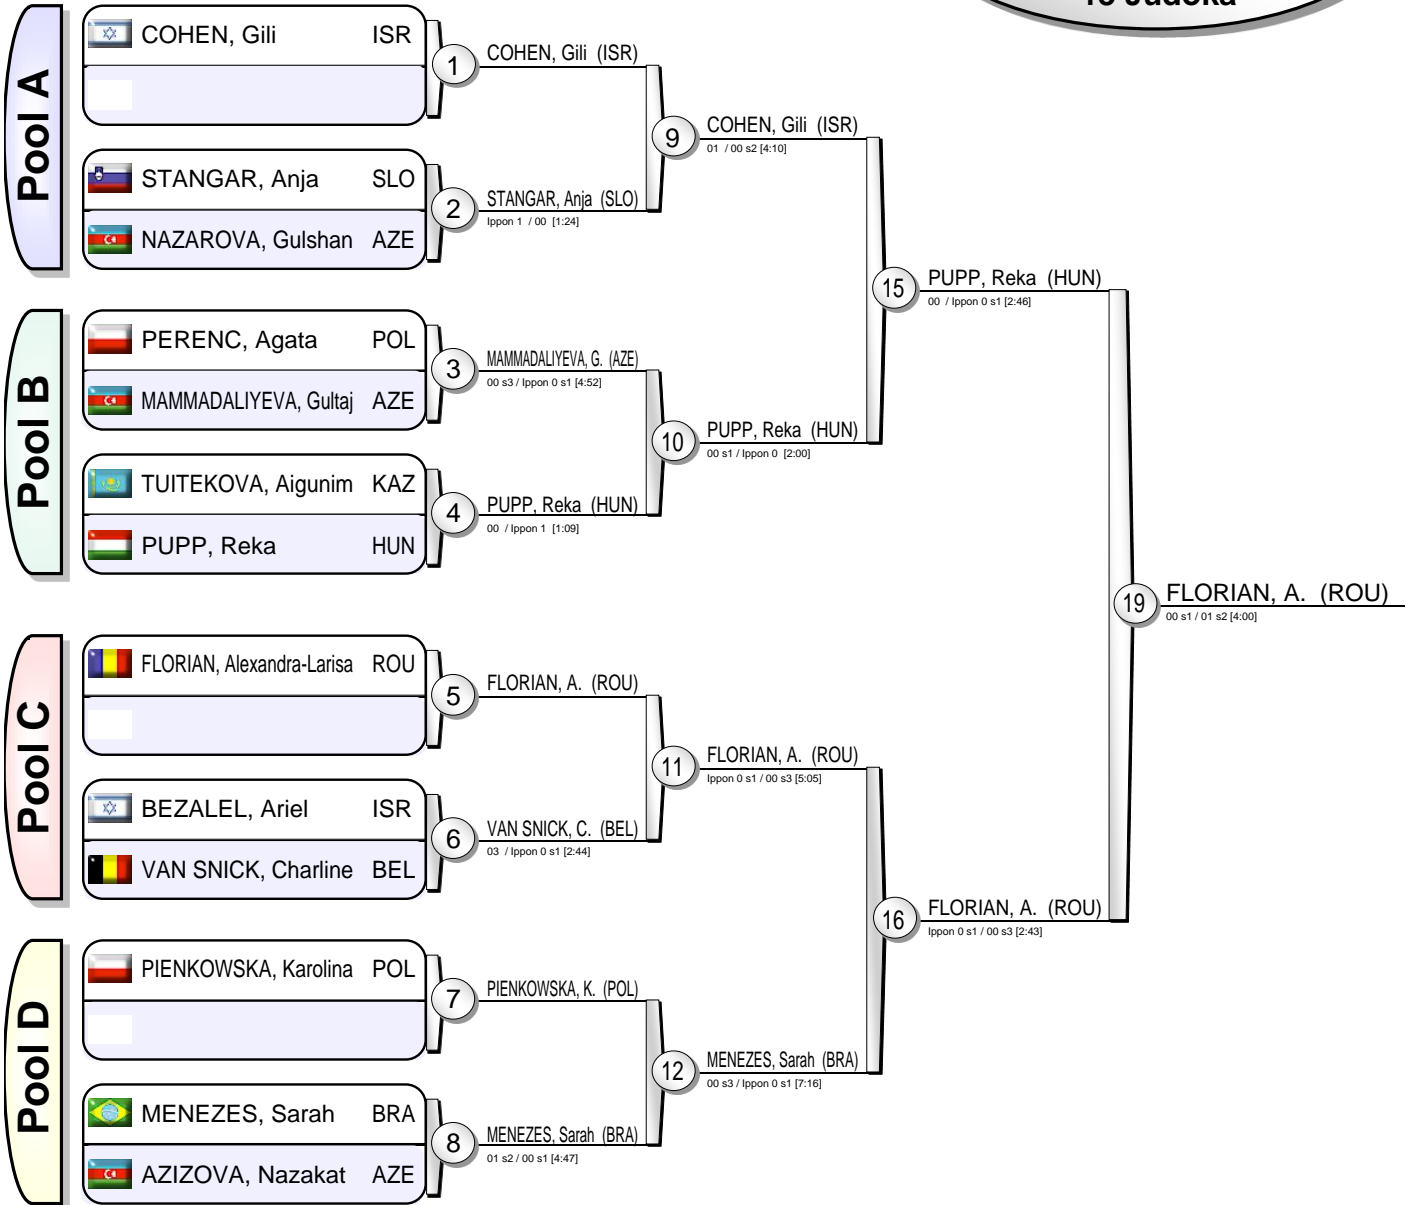 13 Judoka
Pool A
COHEN, Gili ISR
STANGAR, Anja SLO
NAZAROVA, Gulshan AZE
Pool B
PERENC, Agata POL
MAMMADALIYEVA, Gultaj AZE
TUITEKOVA, Aigunim KAZ
PUPP, Reka HUN
Pool C
FLORIAN, Alexandra-Larisa ROU
BEZALEL, Ariel ISR
VAN SNICK, Charline BEL
Pool D
PIENKOWSKA, Karolina POL
MENEZES, Sarah BRA
AZIZOVA, Nazakat AZE
1
COHEN, Gili (ISR)
2
STANGAR, Anja (SLO)
Ippon 1 / 00 [1:24]
3
MAMMADALIYEVA, G. (AZE)
00 s3 / Ippon 0 s1 [4:52]
4
PUPP, Reka (HUN)
00 / Ippon 1 [1:09]
5
FLORIAN, A. (ROU)
6
VAN SNICK, C. (BEL)
03 / Ippon 0 s1 [2:44]
7
PIENKOWSKA, K. (POL)
8
MENEZES, Sarah (BRA)
01 s2 / 00 s1 [4:47]
9
COHEN, Gili (ISR)
01 / 00 s2 [4:10]
10
PUPP, Reka (HUN)
00 s1 / Ippon 0 [2:00]
11
FLORIAN, A. (ROU)
Ippon 0 s1 / 00 s3 [5:05]
12
MENEZES, Sarah (BRA)
00 s3 / Ippon 0 s1 [7:16]
15
PUPP, Reka (HUN)
00 / Ippon 0 s1 [2:46]
16
FLORIAN, A. (ROU)
Ippon 0 s1 / 00 s3 [2:43]
19
FLORIAN, A. (ROU)
00 s1 / 01 s2 [4:00]